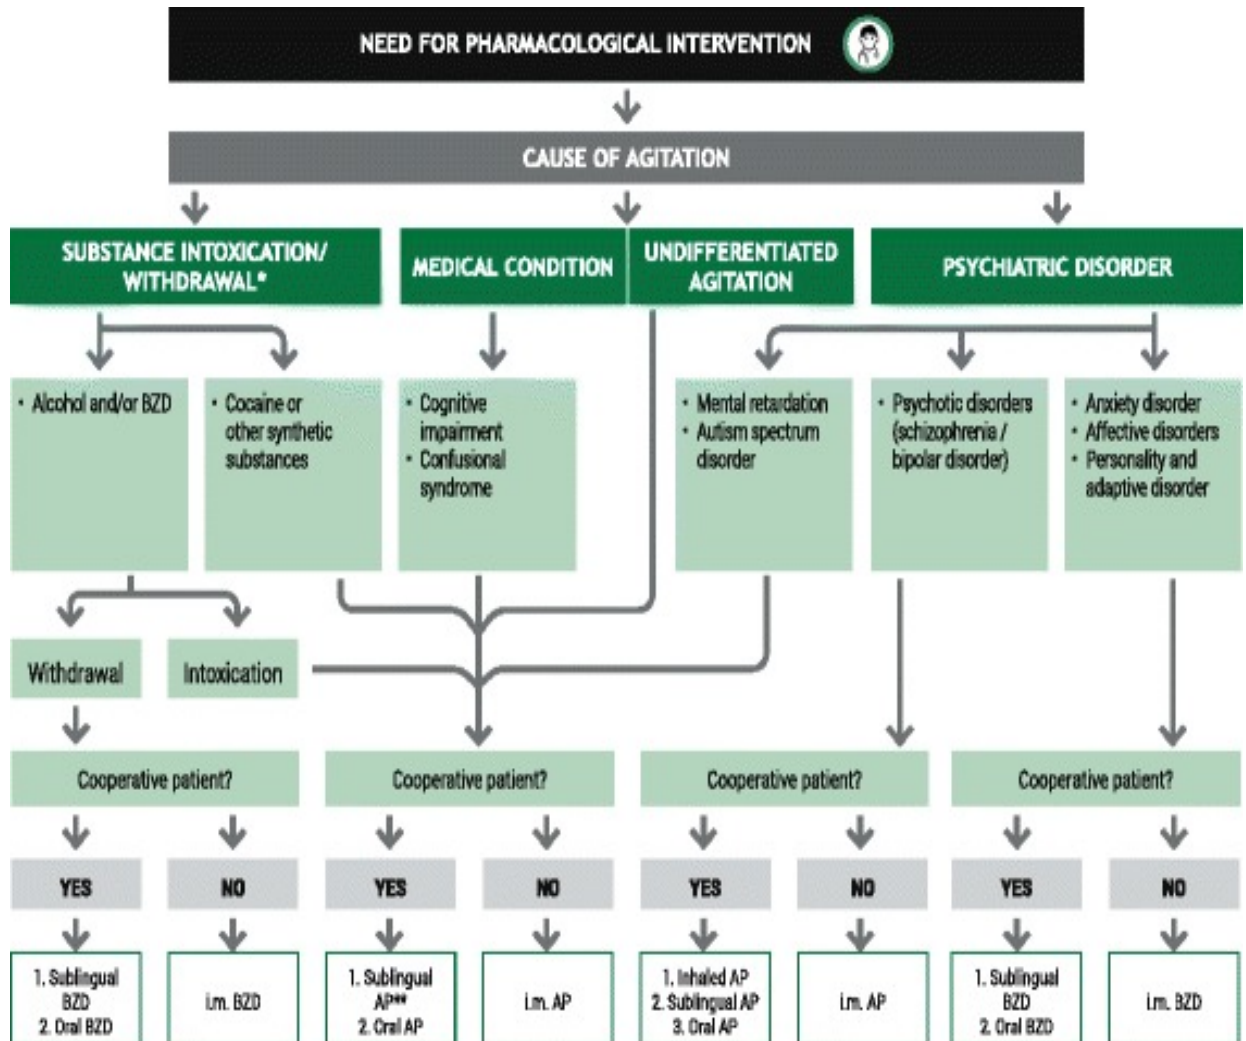 NEED FOR PHARMACOLOGICAL INTERVENTION
CAUSE OF AGITATION
SUBSTANCE INTOXICATION/
WITHDRAWAL*
MEDICAL CONDITION
UNDIFFERENTIATED
AGITATION
PSYCHIATRIC DISORDER
• Alcohol and/or BZD
• Cocaine or
other synthetic
substances
• Cognitive
impairment
• Confusional
syndrome
• Mental retardation
• Autism spectrum
disorder
• Psychotic disorders
(schizophrenia /
bipolar disorder)
• Anxiety disorder
• Affective disorders
• Personality and
adaptive disorder
Withdrawal
Intoxication
Cooperative patient?
Cooperative patient?
Cooperative patient?
Cooperative patient?
YES
NO
YES
NO
YES
NO
YES
NO
1. Sublingual
BZD
2. Oral BZD
i.m. BZD
1. Sublingual
AP**
2. Oral AP
i.m. AP
1. Inhaled AP
2. Sublingual AP
3. Oral AP
i.m. AP
1. Sublingual
BZD
2. Oral BZD
i.m. BZD